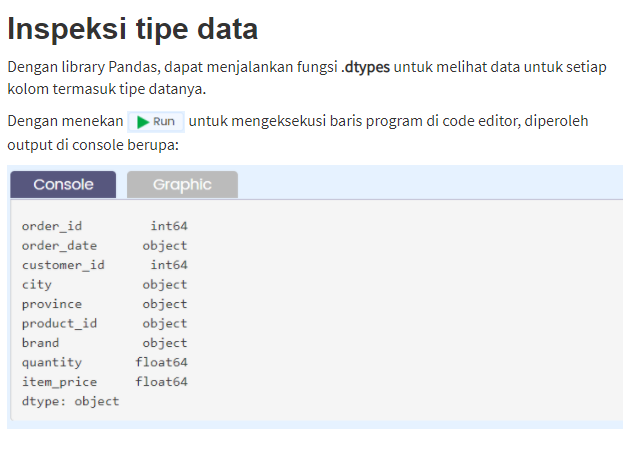 Inspeksi tipe data
Dengan library Pandas, dapat menjalankan fungsi .dtypes untuk melihat data untuk setiap
kolom termasuk tipe datanya.
Dengan menekan Run untuk mengeksekusi baris program di code editor, diperoleh
output di console berupa:
Console Graphic
order_id int64
order_date object
customer_id int64
city object
province object
product_id object
brand object
quantity float64
item_price float64
dtype: object